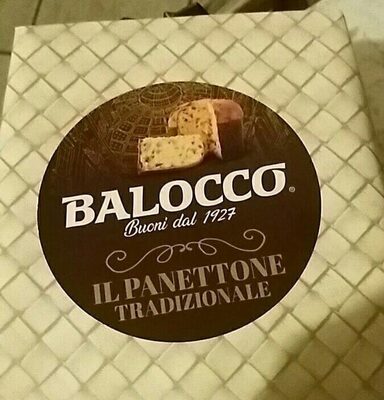 BALOCCO®
Buoni dal 1927
IL PANETTONE
TRADIZIONALE